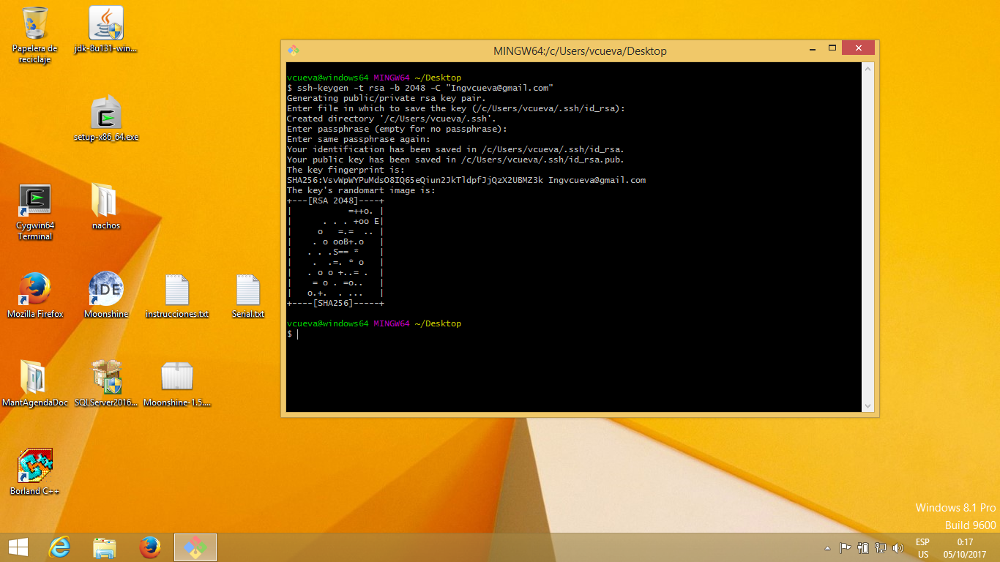 Papelera de
reciclaje
jdk-8u131-win...
setup-x86_64.exe
Cygwin64
Terminal
nachos
Mozilla Firefox
Moonshine
instrucciones.txt
Serial.txt
MantAgendaDoc
SQLServer2016...
Moonshine-1.5....
Borland C++
IDE
MINGW64:/c/Users/vcueva/Desktop
vcueva@windows64 MINGW64 ~/Desktop
$ ssh-keygen -t rsa -b 2048 -C "Ingvcueva@gmail.com"
Generating public/private rsa key pair.
Enter file in which to save the key (/c/Users/vcueva/.ssh/id_rsa):
Created directory '/c/Users/vcueva/.ssh'.
Enter passphrase (empty for no passphrase):
Enter same passphrase again:
Your identification has been saved in /c/Users/vcueva/.ssh/id_rsa.
Your public key has been saved in /c/Users/vcueva/.ssh/id_rsa.pub.
The key fingerprint is:
SHA256:VsvWpWYPuMdsO8IQ65eQiun2JkTldpfJjQzX2UBMZ3k Ingvcueva@gmail.com
The key's randomart image is:
+---[RSA 2048]----+
|           =++o. |
|      . . . +oo E|
|     o   =.=  .. |
|    . o ooB+.o   |
|   . . .S== *    |
|    .  .=. * o   |
|   . o o +..= .  |
|    = o . =o..   |
|   o.+.  . ...   |
+----[SHA256]-----+
vcueva@windows64 MINGW64 ~/Desktop
$
Windows 8.1 Pro
Build 9600
ESP
US
0:17
05/10/2017